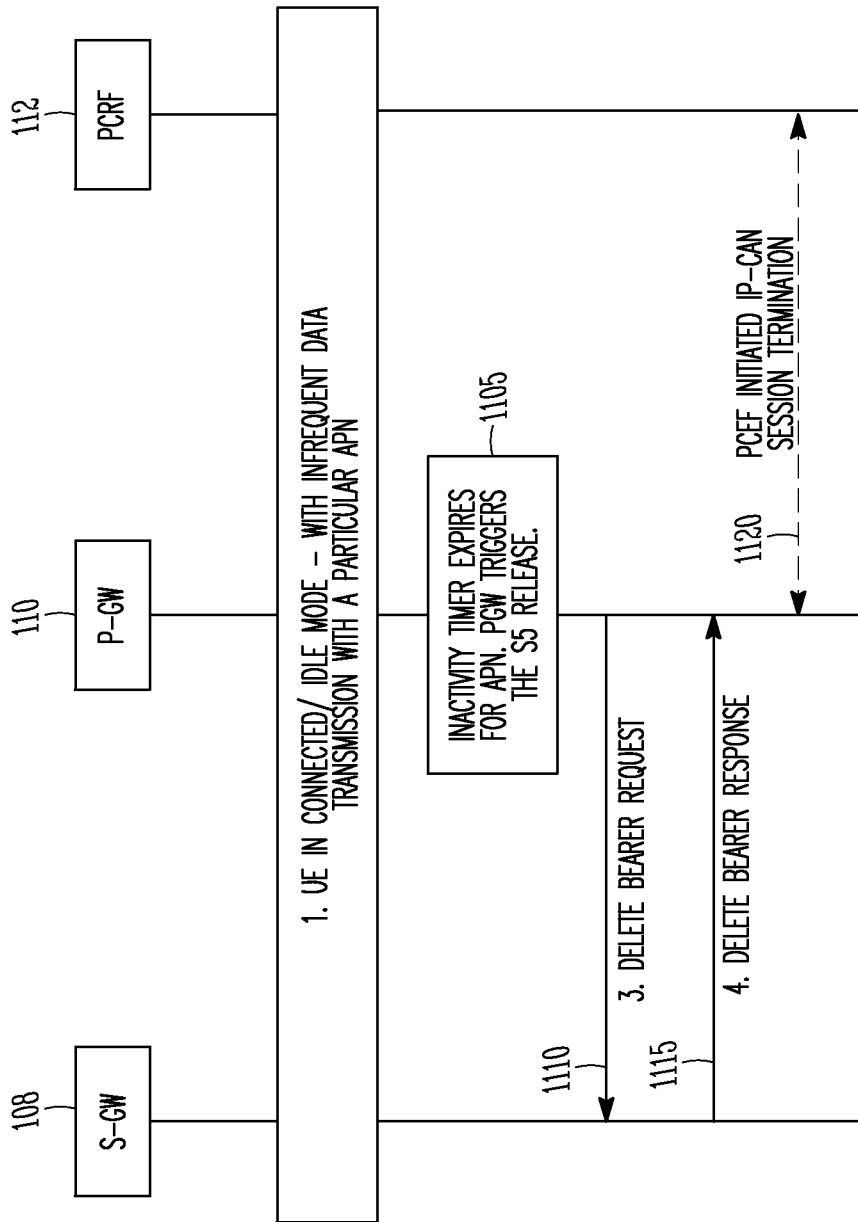 108
S-GW
110
P-GW
112
PCRF
1. UE IN CONNECTED/ IDLE MODE - WITH INFREQUENT DATA
TRANSMISSION WITH A PARTICULAR APN
1105
INACTIVITY TIMER EXPIRES
FOR APN. PGW TRIGGERS
THE S5 RELEASE.
1110
3. DELETE BEARER REQUEST
1115
4. DELETE BEARER RESPONSE
1120
PCEF INITIATED IP-CAN
SESSION TERMINATION